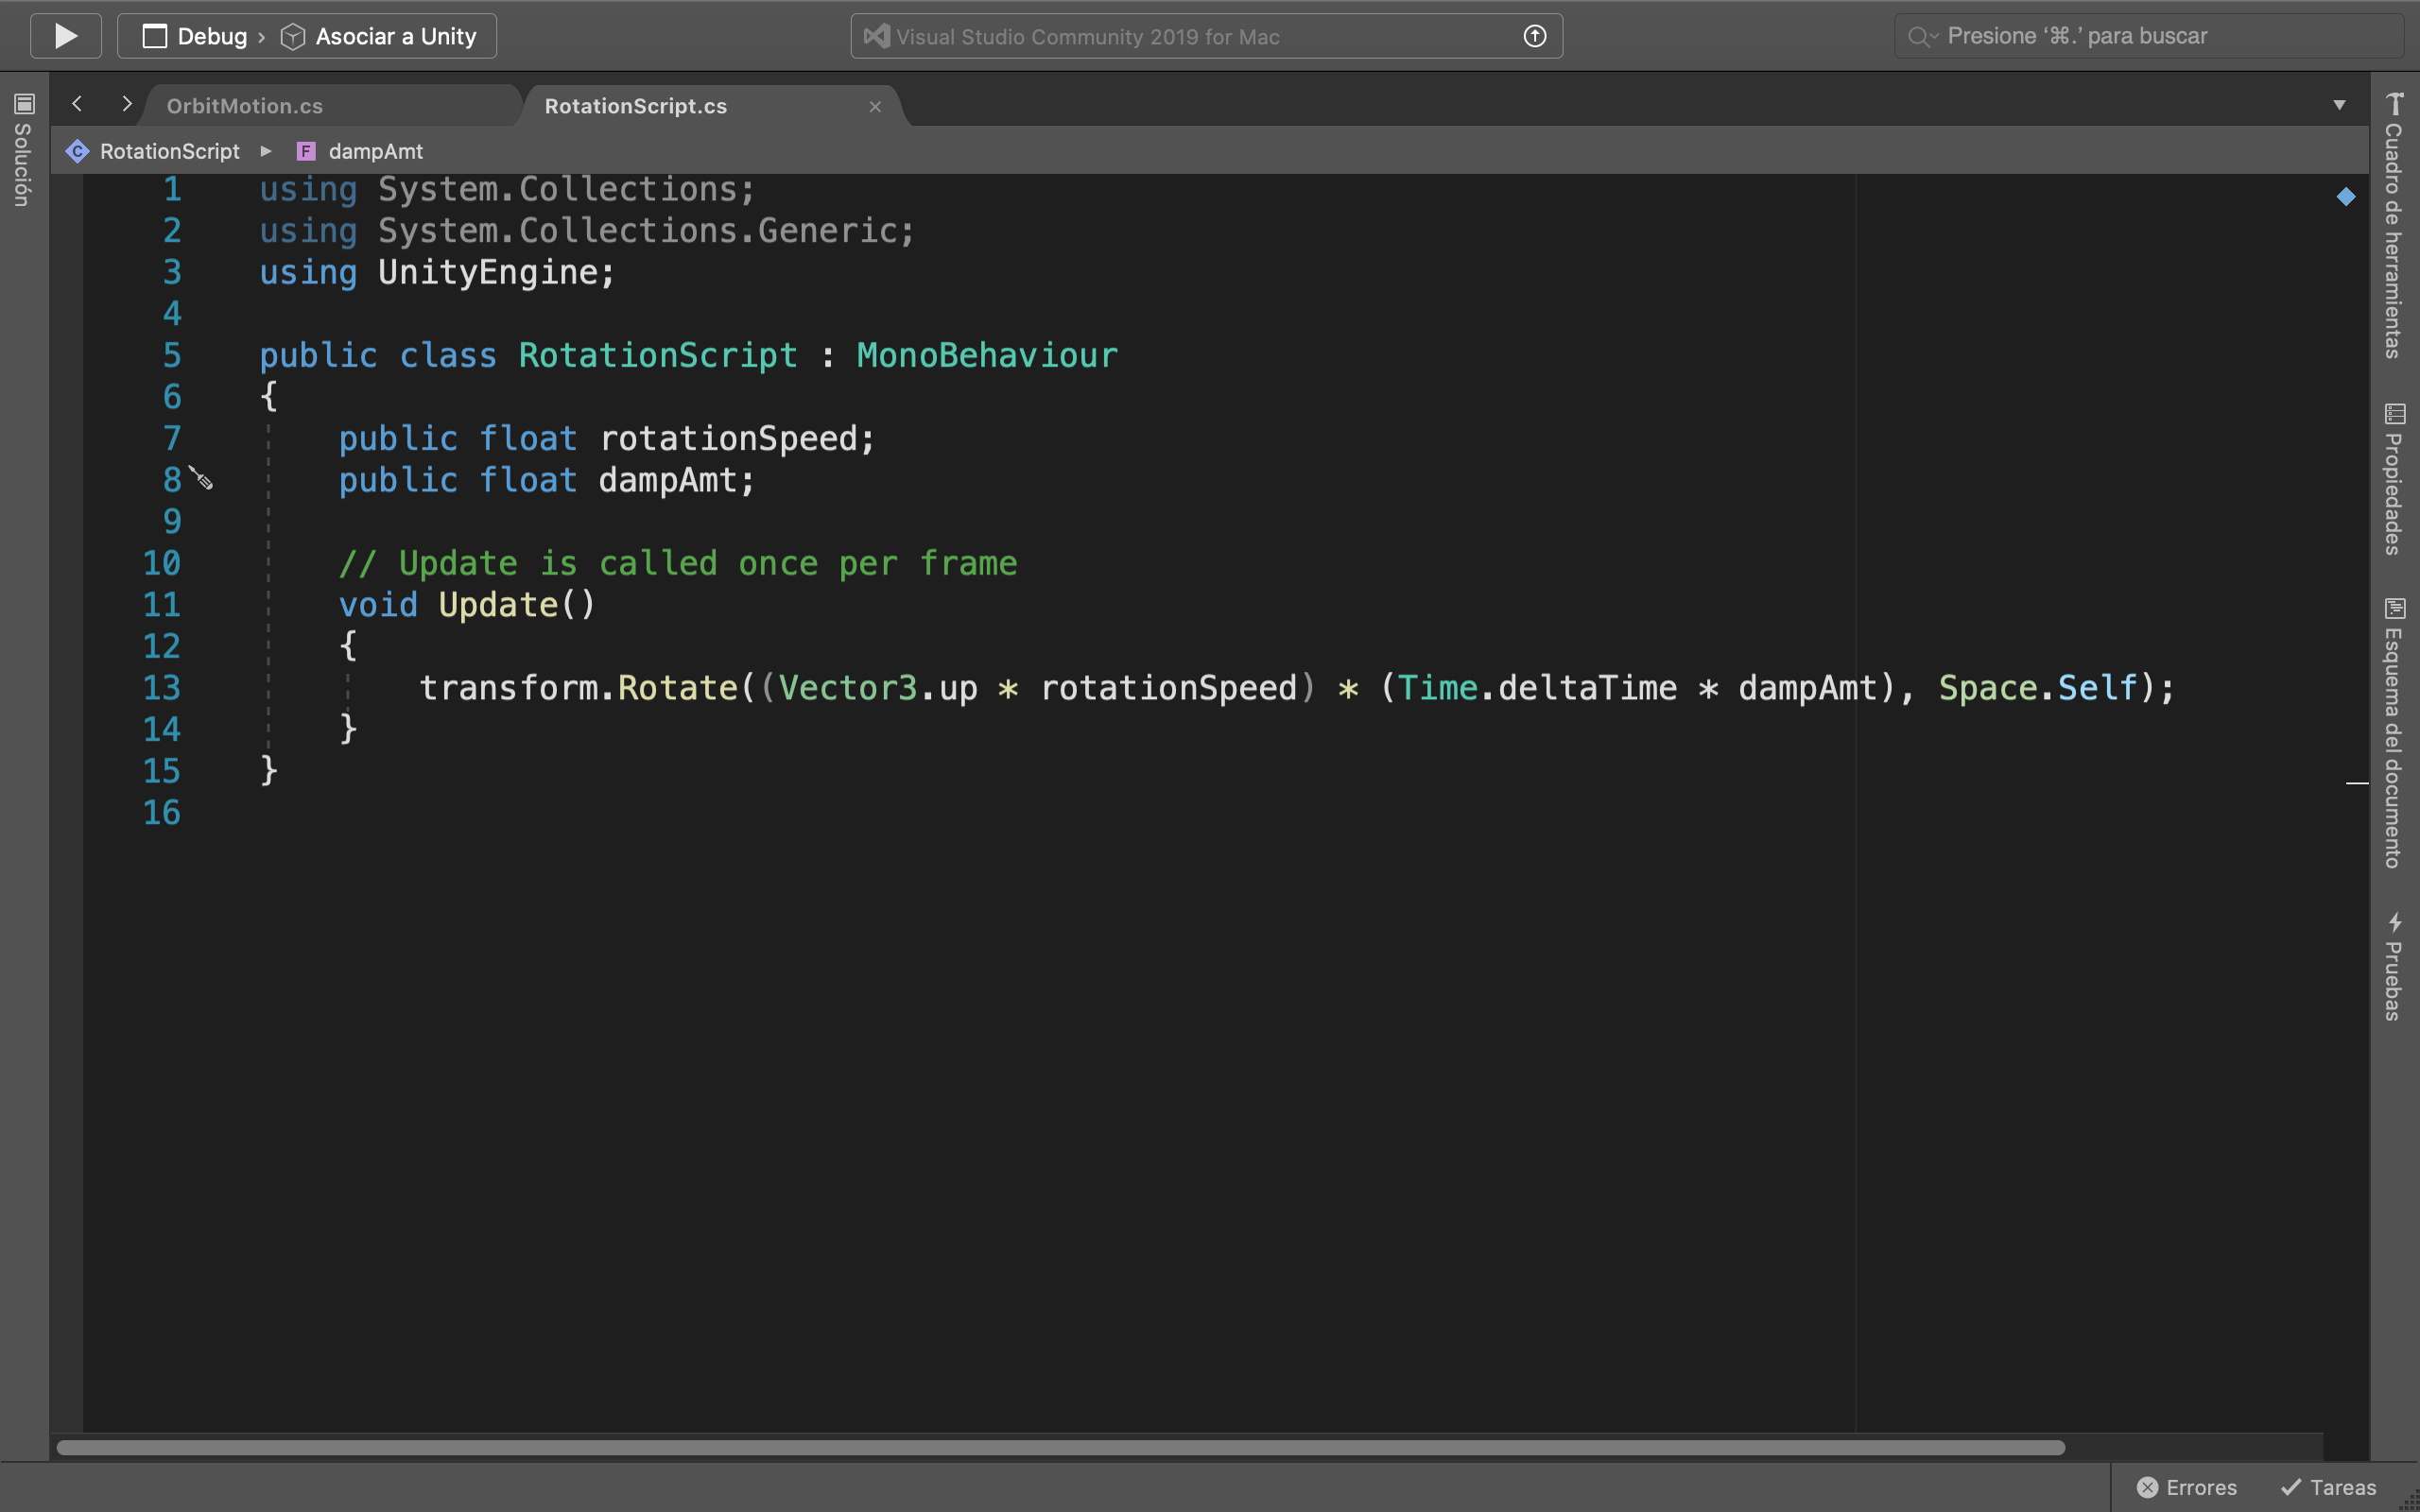 Debug › Asociar a Unity
Visual Studio Community 2019 for Mac
Presione ‘⌘.’ para buscar
Solución
OrbitMotion.cs
RotationScript.cs
RotationScript ▸ F dampAmt
1 using System.Collections;
2 using System.Collections.Generic;
3 using UnityEngine;
4
5 public class RotationScript : MonoBehaviour
6 {
7 public float rotationSpeed;
8 public float dampAmt;
9
10 // Update is called once per frame
11 void Update()
12 {
13 transform.Rotate((Vector3.up * rotationSpeed) * (Time.deltaTime * dampAmt), Space.Self);
14 }
15 }
16
Cuadro de herramientas
Propiedades
Esquema del documento
Pruebas
Errores
Tareas